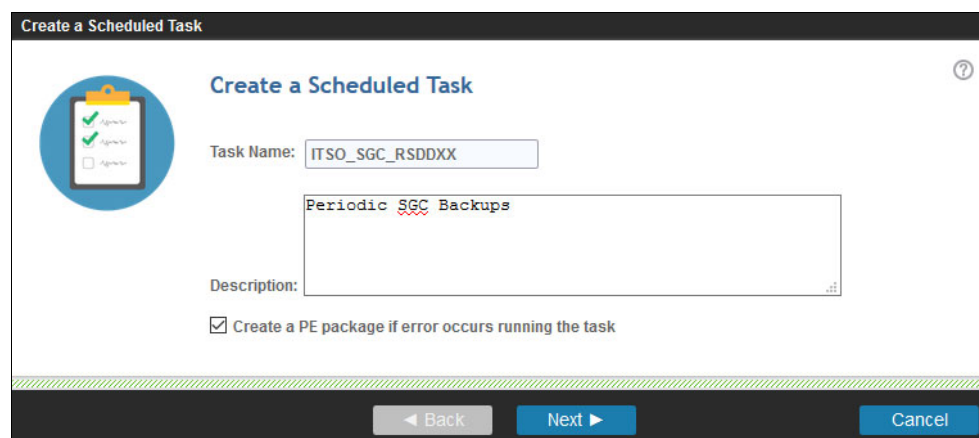 Create a Scheduled Task
Create a Scheduled Task
Task Name: ITSO_SGC_RSDDXX
Periodic SGC Backups
Description:
Create a PE package if error occurs running the task
◄ Back Next ► Cancel